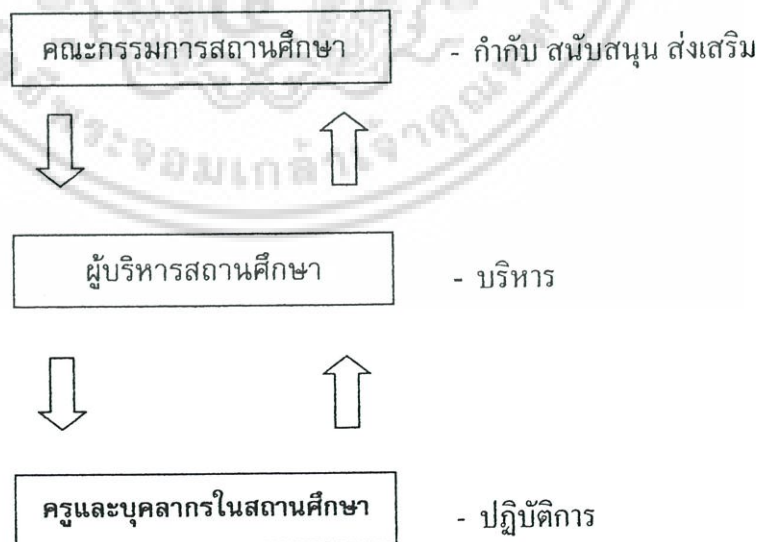 คณะกรรมการสถานศึกษา - กำกับ สนับสนุน ส่งเสริม
ผู้บริหารสถานศึกษา - บริหาร
ครูและบุคลากรในสถานศึกษา - ปฏิบัติการ